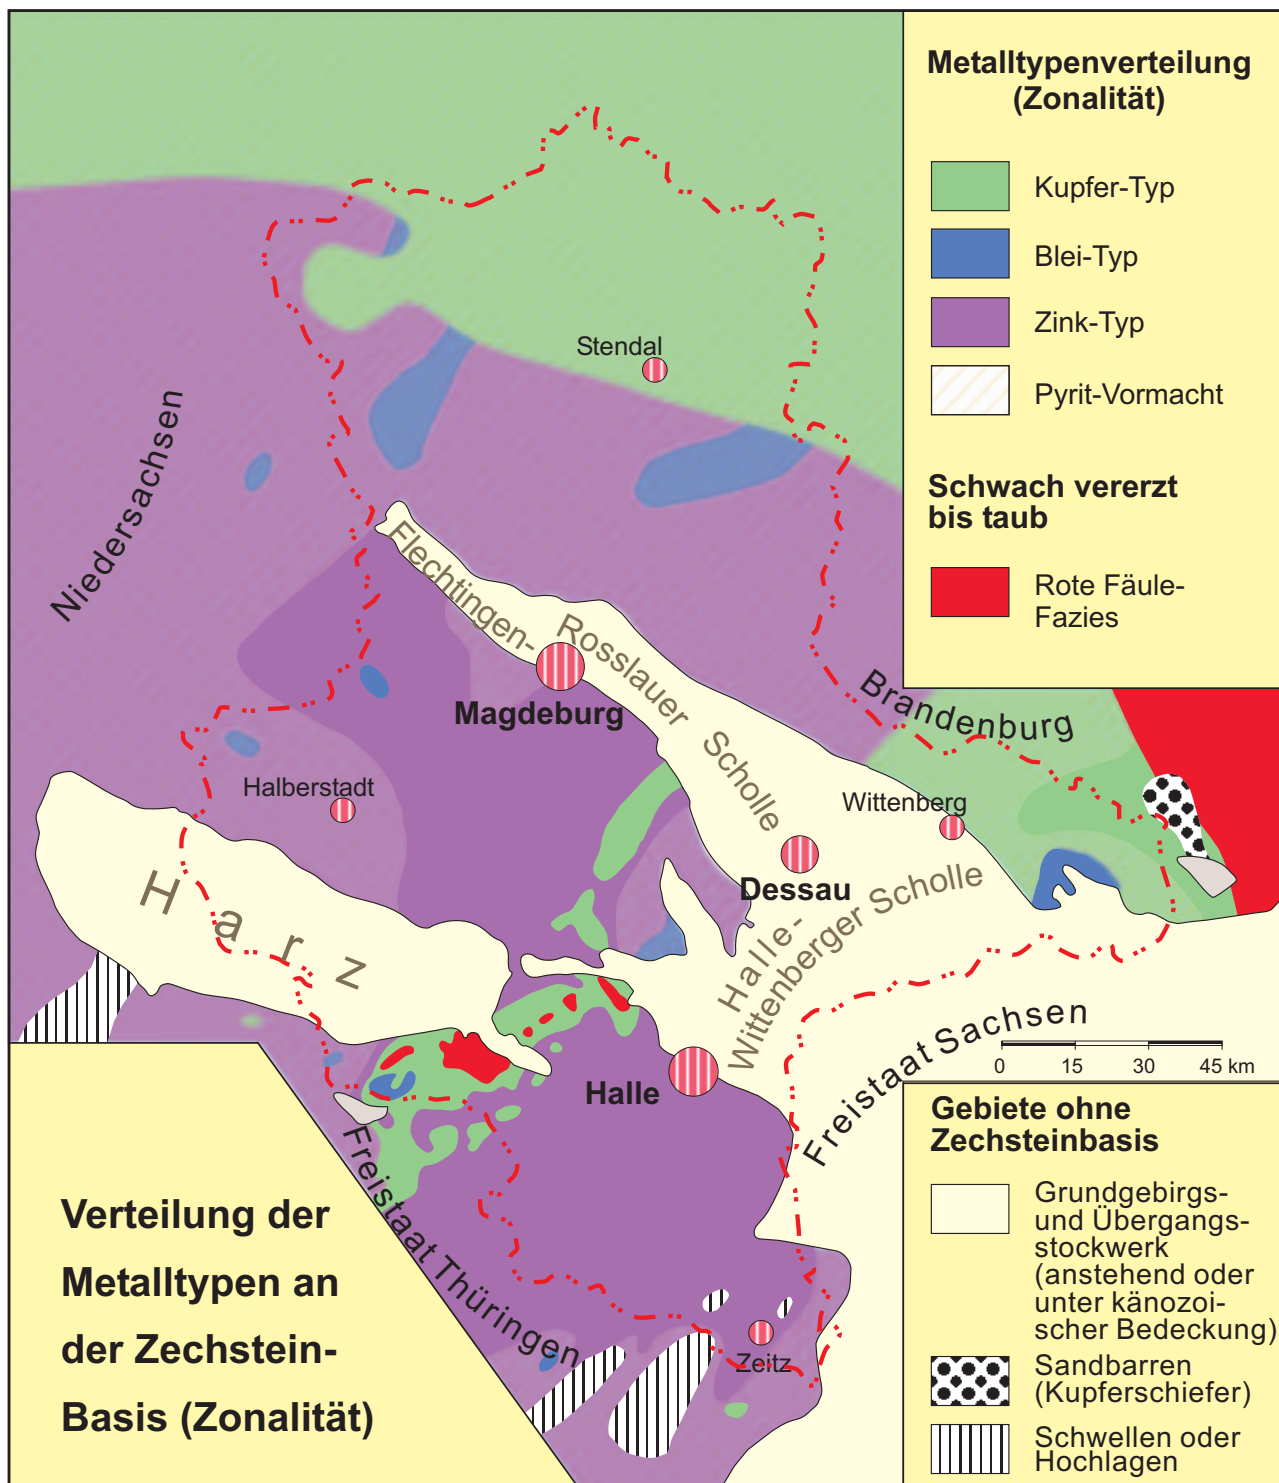 Metalltypenverteilung
(Zonalität)
Kupfer-Typ
Blei-Typ
Zink-Typ
Pyrit-Vormacht
Schwach vererzt
bis taub
Rote Fäule-
Fazies
Stendal
Niedersachsen
Flechtingen-
Rosslauer
Scholle
Magdeburg
Brandenburg
Halberstadt
Wittenberg
Harz
Dessau
Halle-
Wittenberger Scholle
Freistaat Sachsen
0 15 30 45 km
Halle
Freistaat Thüringen
Zeitz
Verteilung der
Metalltypen an
der Zechstein-
Basis (Zonalität)
Gebiete ohne
Zechsteinbasis
Grundgebirgs-
und Übergangs-
stockwerk
(anstehend oder
unter känozoi-
scher Bedeckung)
Sandbarren
(Kupferschiefer)
Schwellen oder
Hochlagen